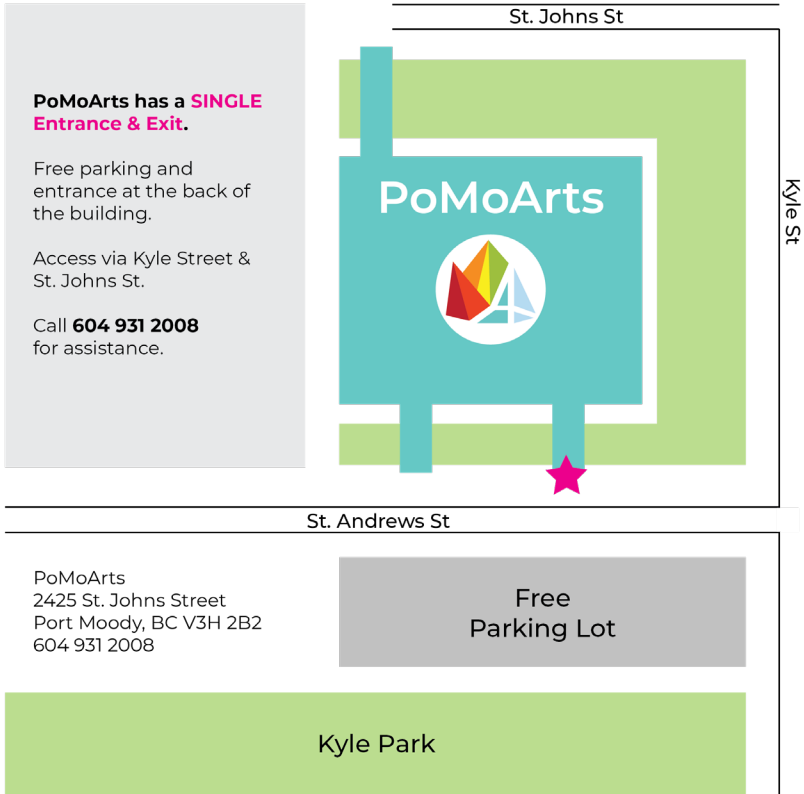 St. Johns St
PoMoArts has a SINGLE
Entrance & Exit.
Free parking and
entrance at the back of
the building.
Access via Kyle Street &
St. Johns St.
Call 604 931 2008
for assistance.
PoMoArts
Kyle St
St. Andrews St
PoMoArts
2425 St. Johns Street
Port Moody, BC V3H 2B2
604 931 2008
Free
Parking Lot
Kyle Park